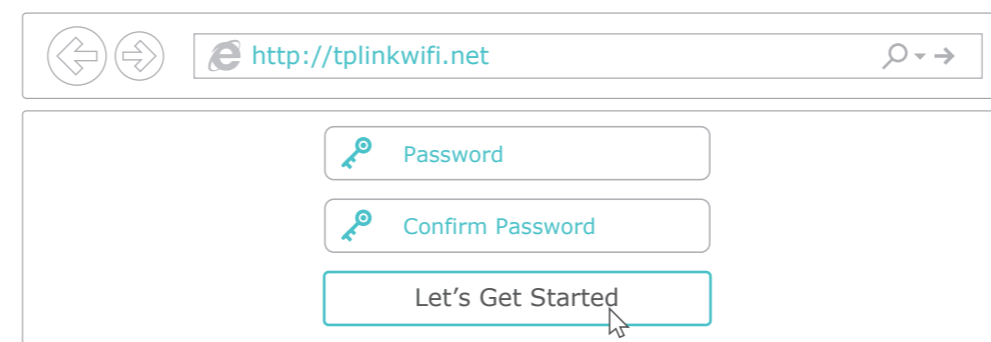 http://tplinkwifi.net
Password
Confirm Password
Let’s Get Started